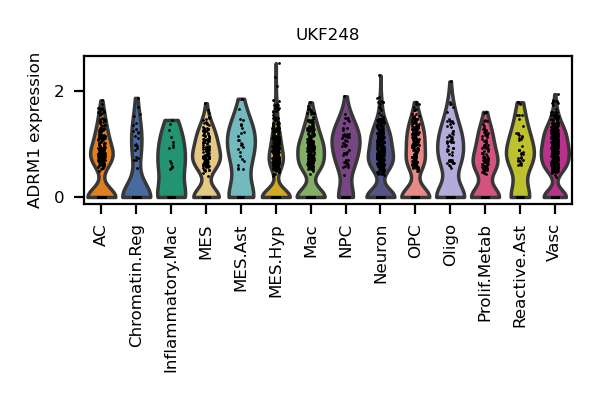 UKF248
ADRM1 expression
2
0
AC
Chromatin.Reg
Inflammatory.Mac
MES
MES.Ast
MES.Hyp
Mac
NPC
Neuron
OPC
Oligo
Prolif.Metab
Reactive.Ast
Vasc